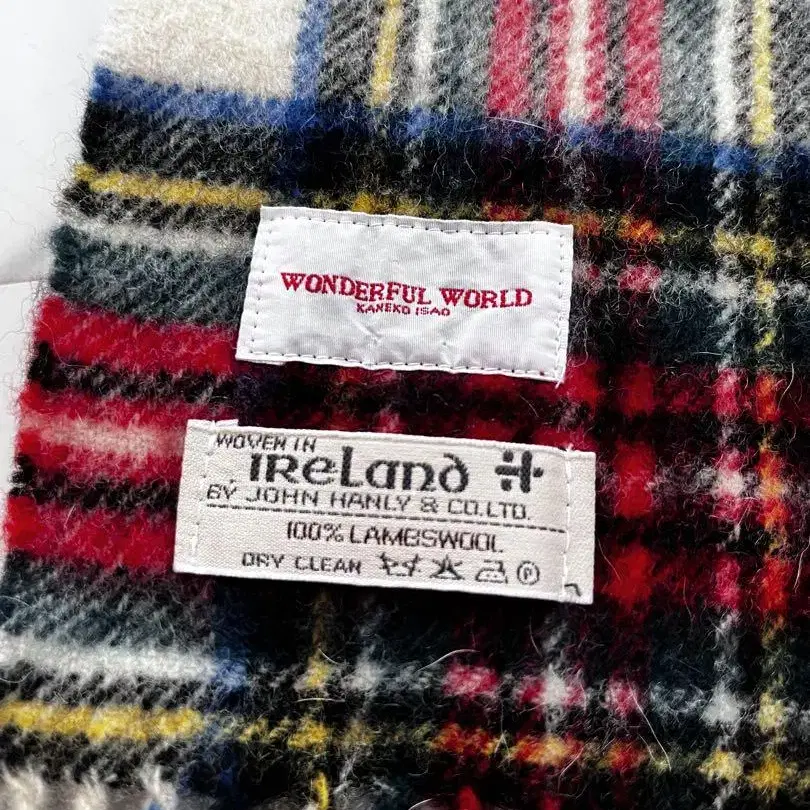 WONDERFUL WORLD
KANEKO ISAO
WOVEN IN
IReLand
BY JOHN HANLY & CO.LTD.
100% LAMBSWOOL
DRY CLEAN P